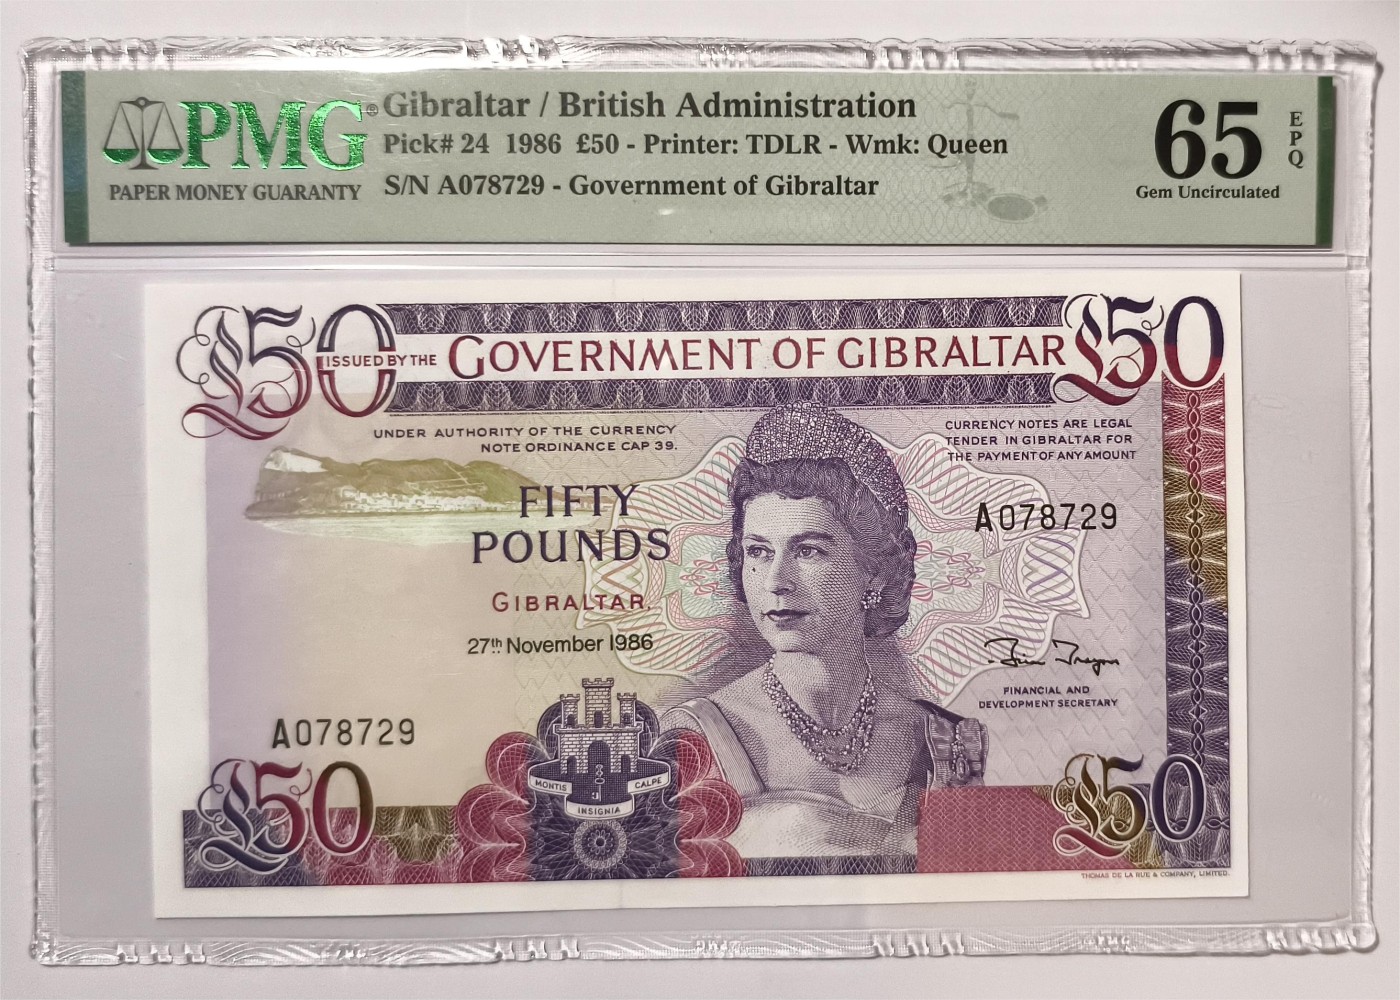 PMG®
PAPER MONEY GUARANTY
Gibraltar / British Administration
Pick# 24 1986 £50 - Printer: TDLR - Wmk: Queen
S/N A078729 - Government of Gibraltar
65
EPQ
Gem Uncirculated
£50
ISSUED BY THE GOVERNMENT OF GIBRALTAR
£50
UNDER AUTHORITY OF THE CURRENCY
NOTE ORDINANCE CAP 39.
CURRENCY NOTES ARE LEGAL
TENDER IN GIBRALTAR FOR
THE PAYMENT OF ANY AMOUNT
FIFTY
POUNDS
A078729
GIBRALTAR,
27th November 1986
FINANCIAL AND
DEVELOPMENT SECRETARY
A078729
£50
MONTIS
INSIGNIA
CALPE
£50
THOMAS DE LA RUE & COMPANY, LIMITED.